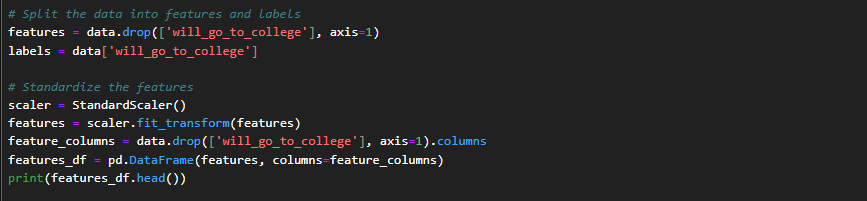 # Split the data into features and labels
features = data.drop(['will_go_to_college'], axis=1)
labels = data['will_go_to_college']
# Standardize the features
scaler = StandardScaler()
features = scaler.fit_transform(features)
feature_columns = data.drop(['will_go_to_college'], axis=1).columns
features_df = pd.DataFrame(features, columns=feature_columns)
print(features_df.head())